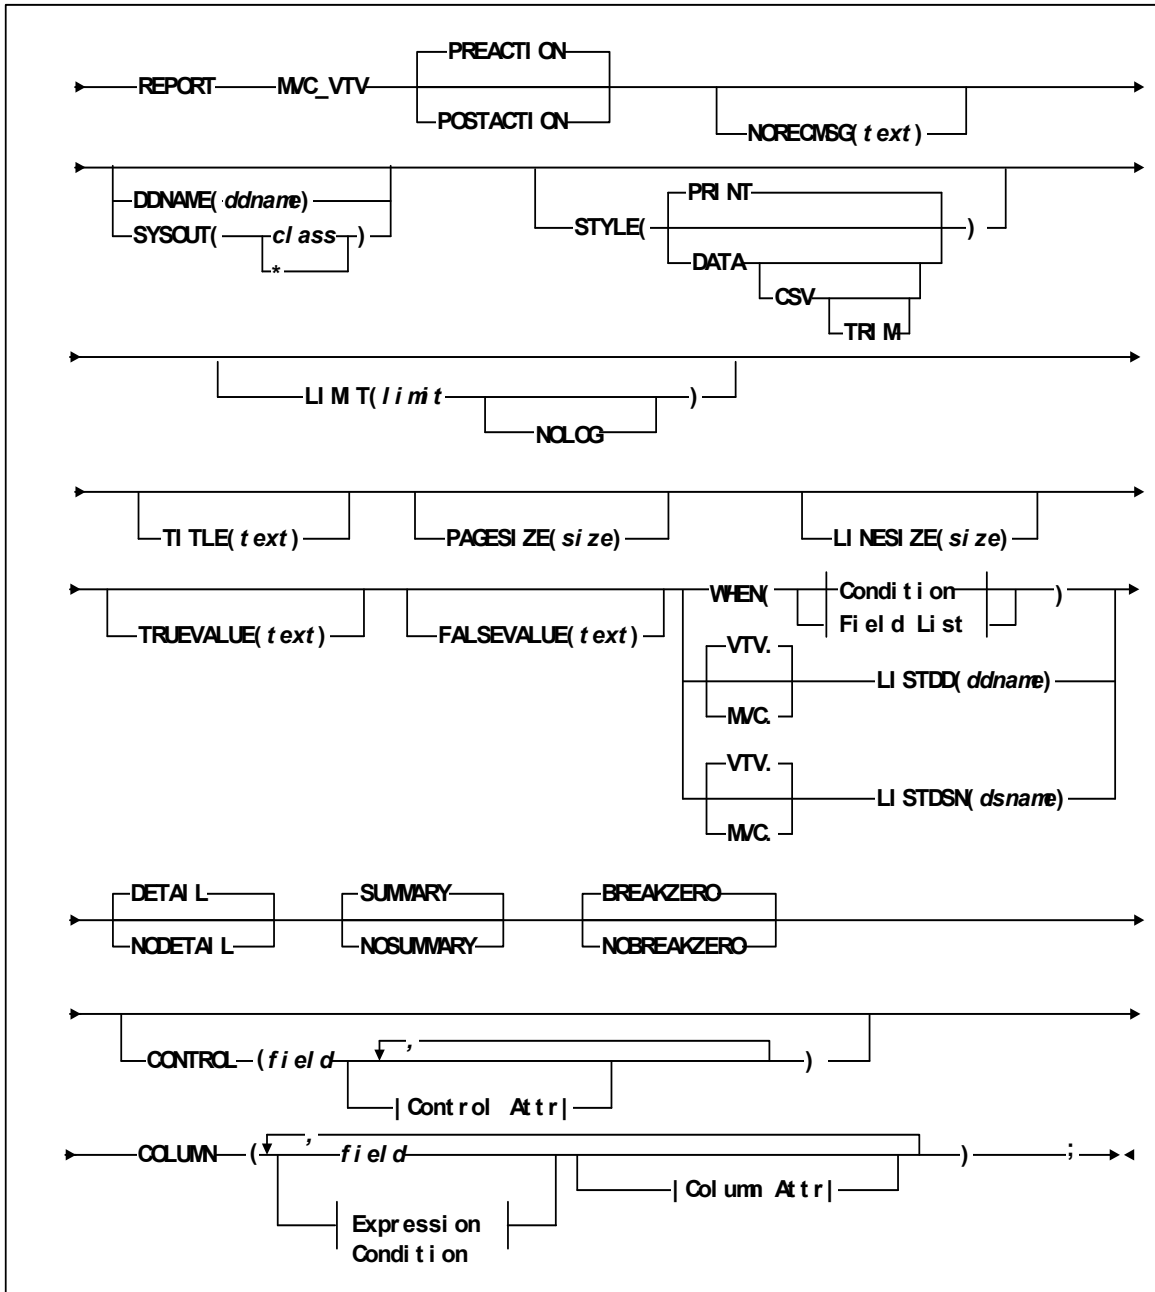 PREACTION
REPORT MVC_VTV
POSTACTION
NORECMSG(text)
DDNAME(ddname)
SYSOUT( class )
*
PRINT
STYLE( )
DATA
CSV
TRIM
LIMIT(limit )
NOLOG
TITLE(text) PAGESIZE(size) LINESIZE(size)
WHEN( Condition )
Field List
TRUEVALUE(text) FALSEVALUE(text)
VTV.
LISTDD(ddname)
MVC.
VTV.
LISTDSN(dsname)
MVC.
DETAIL SUMMARY BREAKZERO
NODETAIL NOSUMMARY NOBREAKZERO
,
CONTROL (field )
|Control Attr|
,
COLUMN ( field ) ;
|Column Attr|
Expression
Condition